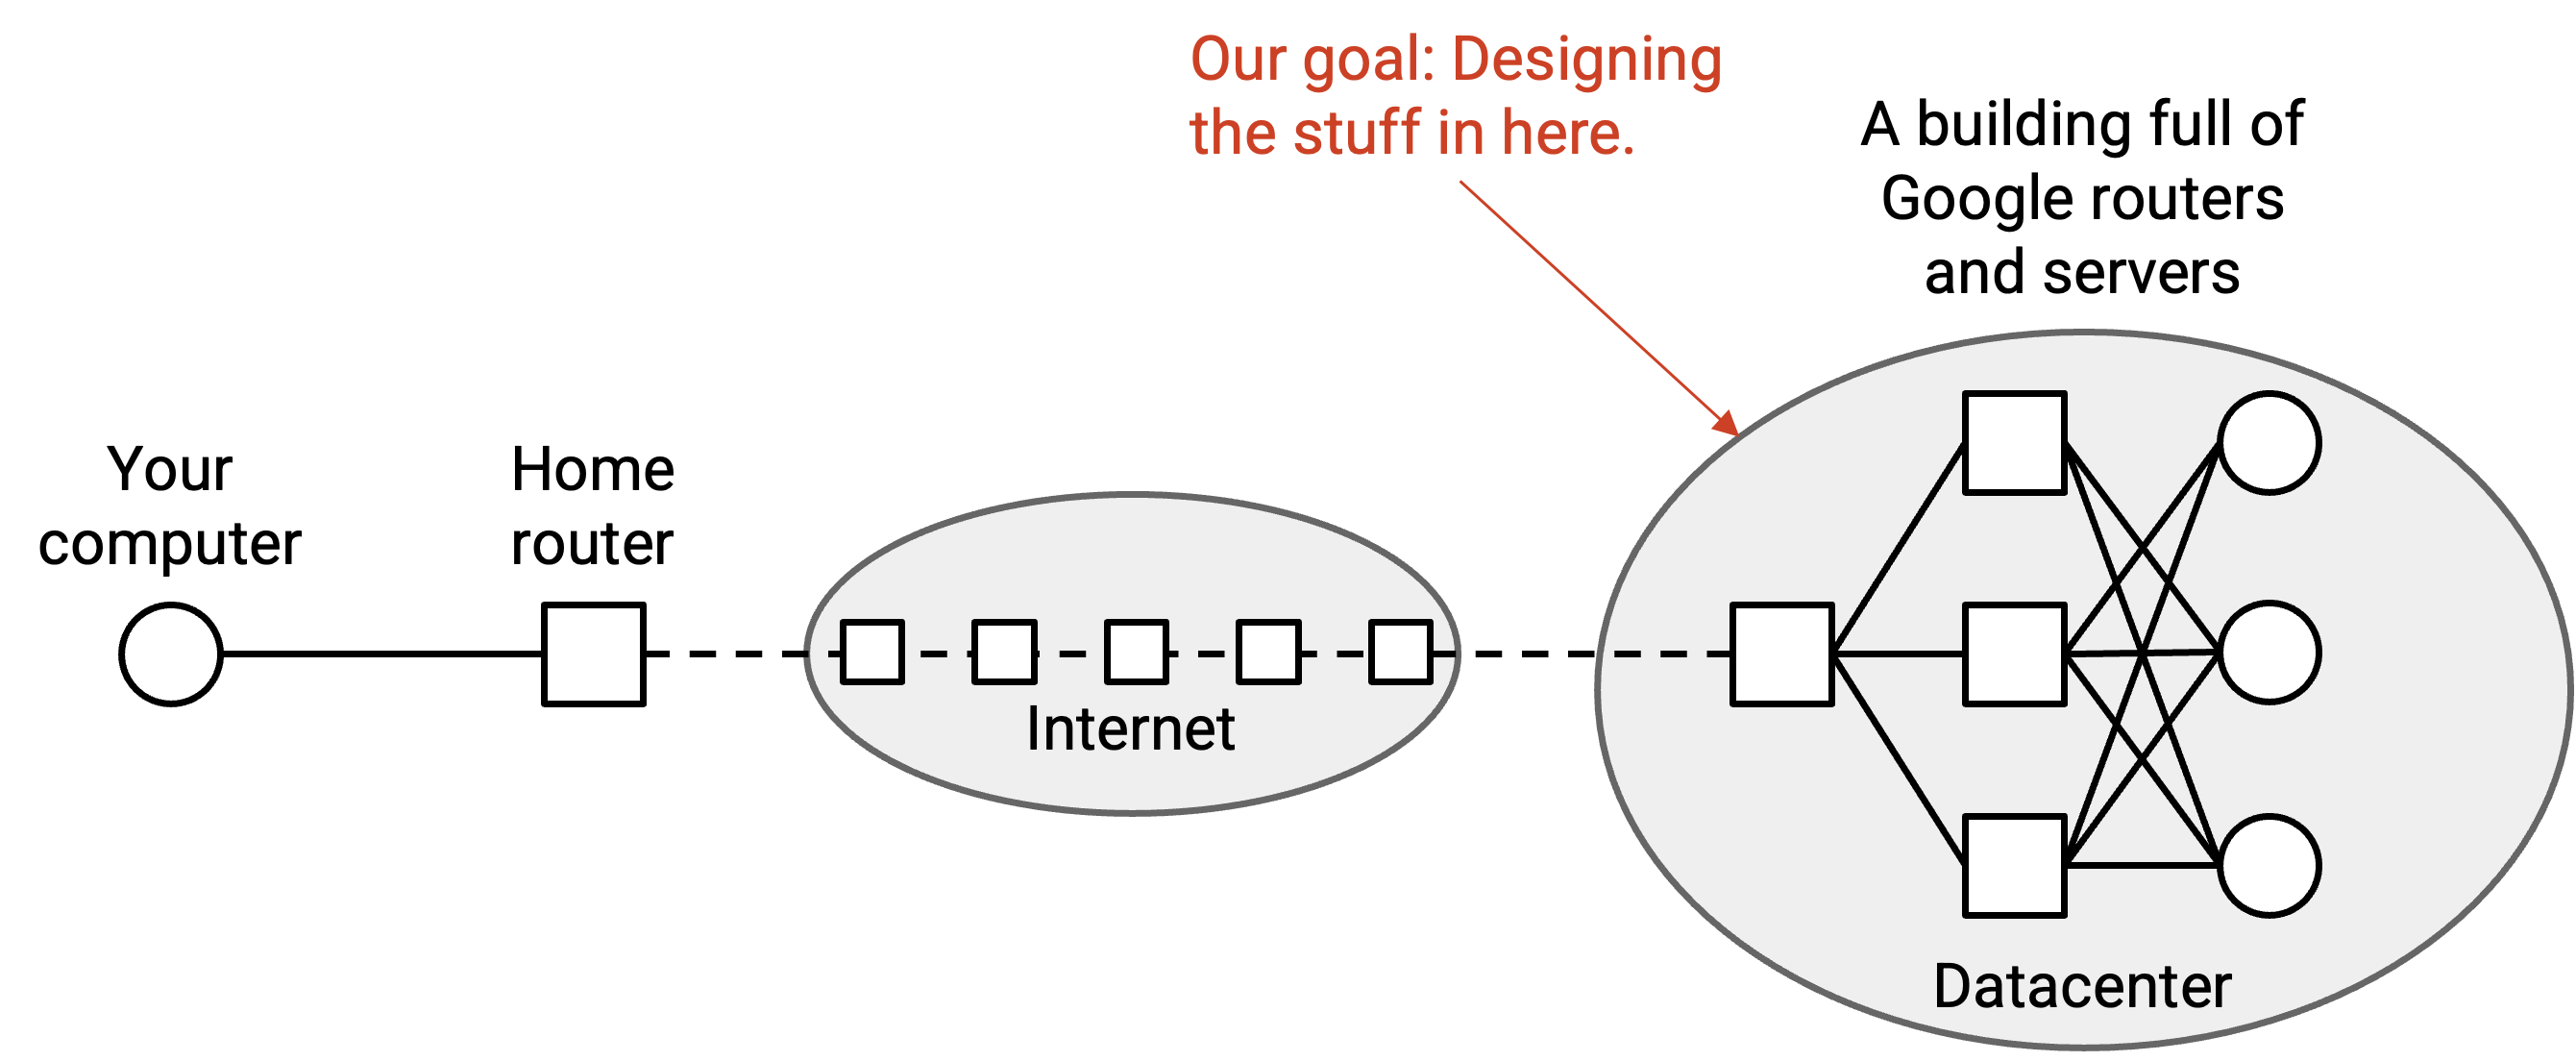 Our goal: Designing
the stuff in here.
A building full of
Google routers
and servers
Your
computer
Home
router
Internet
Datacenter